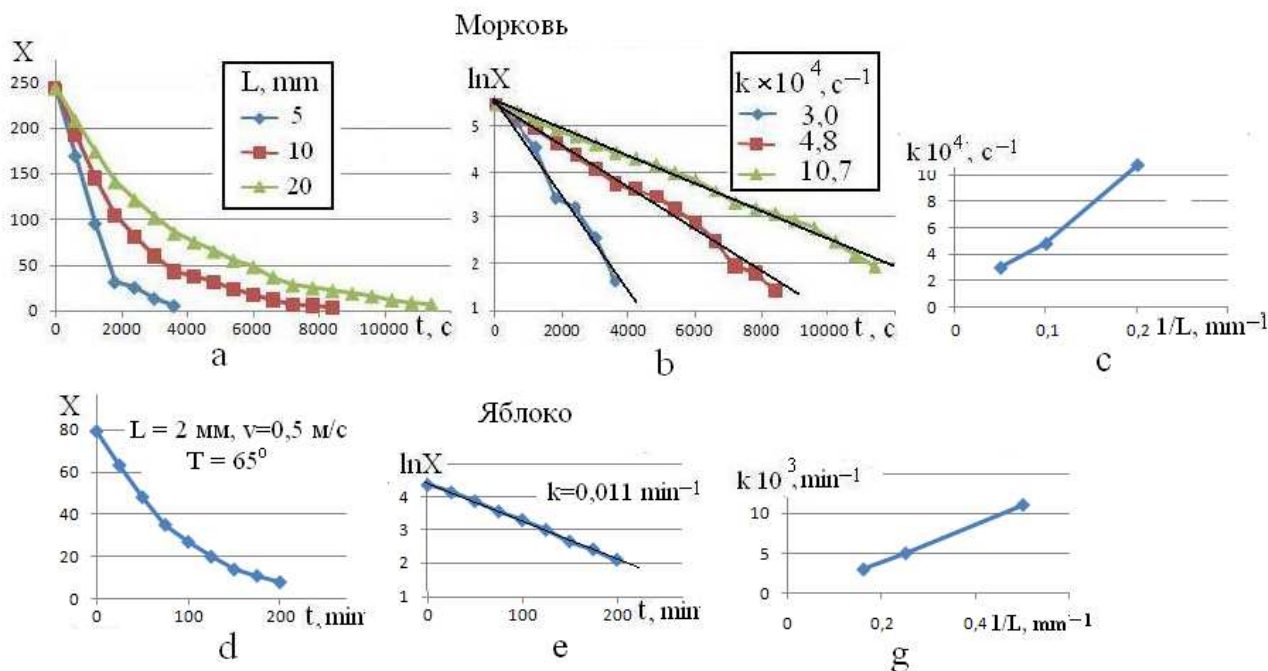 Морковь
X
250
200
150
100
50
0
0 2000 4000 6000 8000 10000 t, c
L, mm
5
10
20
a
lnX
5
4
3
2
1
0 2000 4000 6000 8000 10000 t, c
k ×10⁴, c⁻¹
3,0
4,8
10,7
b
k 10⁴, c⁻¹
10
8
6
4
2
0
0 0,1 0,2 1/L, mm⁻¹
c
Яблоко
X
80
60
40
20
0
0 100 200 t, min
L = 2 мм, v=0,5 м/с
T = 65⁰
d
lnX
4
3
2
1
0 100 200 t, min
k=0,011 min⁻¹
e
k 10³, min⁻¹
10
5
0
0 0,2 0,4 1/L, mm⁻¹
g